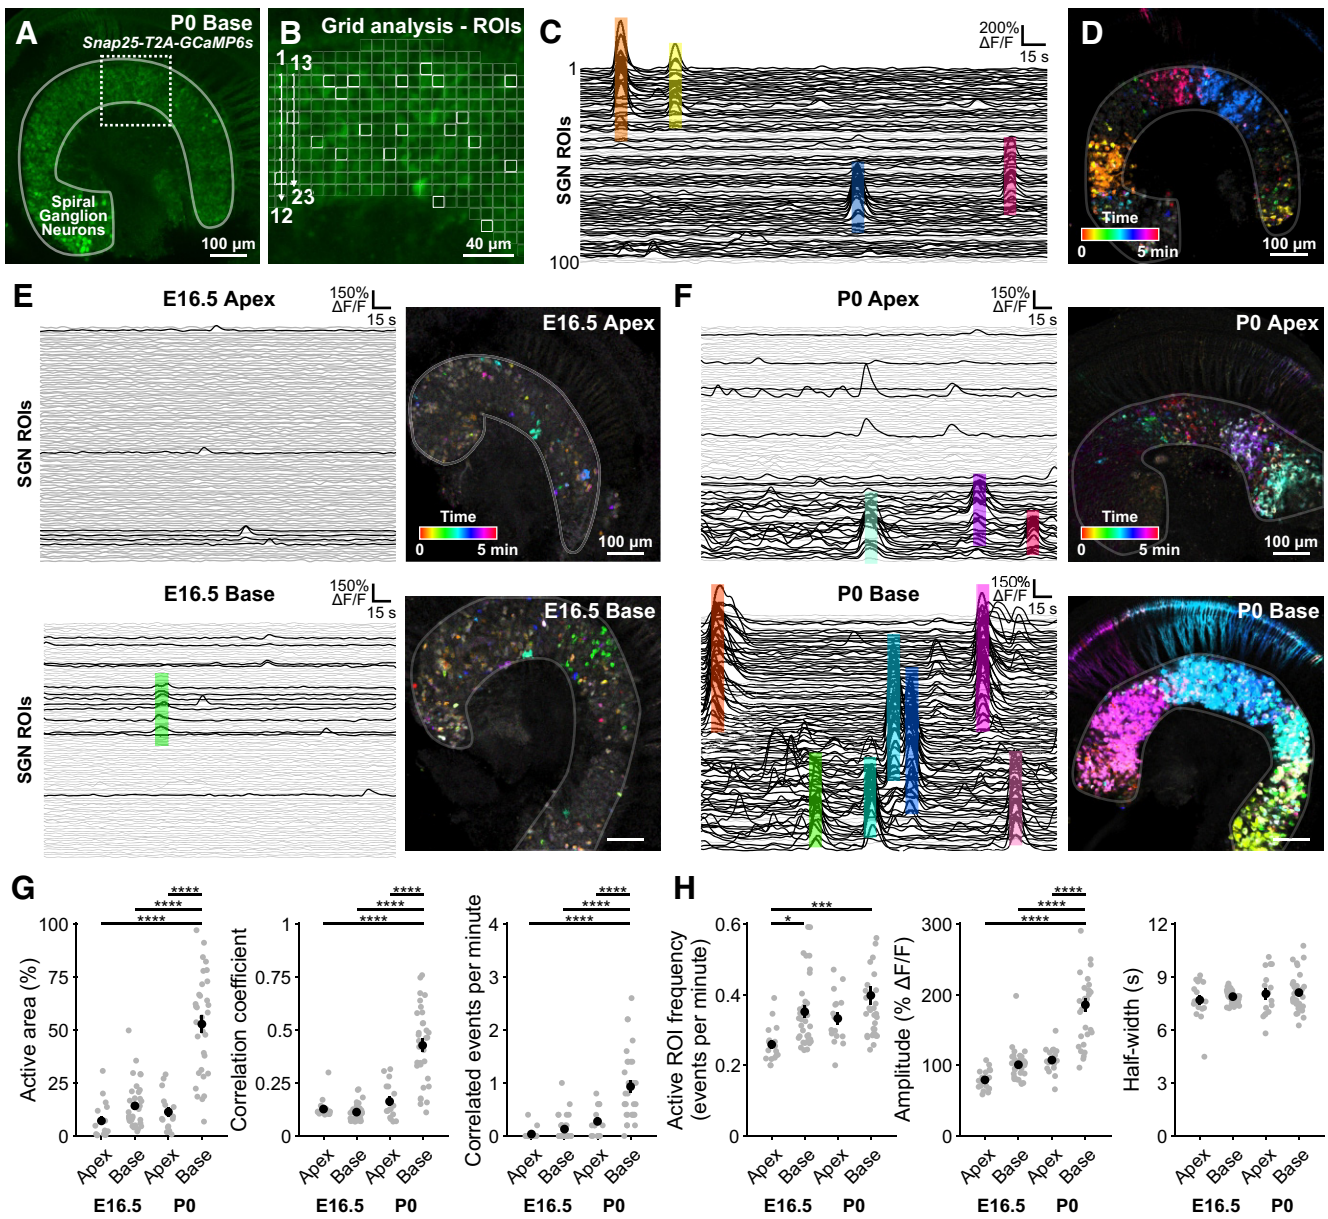 A
P0 Base
Snap25-T2A-GCaMP6s
Spiral
Ganglion
Neurons
100 µm
B
Grid analysis - ROIs
1
13
23
12
40 µm
C
200%
ΔF/F
15 s
1
SGN ROIs
100
D
Time
0
5 min
100 µm
E
E16.5 Apex
150%
ΔF/F
15 s
SGN ROIs
E16.5 Apex
Time
0
5 min
100 µm
E16.5 Base
150%
ΔF/F
15 s
SGN ROIs
E16.5 Base
F
P0 Apex
150%
ΔF/F
15 s
P0 Apex
Time
0
5 min
100 µm
P0 Base
150%
ΔF/F
15 s
P0 Base
G
****
****
****
100
75
50
25
0
Active area (%)
Apex
Base
Apex
Base
E16.5
P0
****
****
****
1
0.75
0.5
0.25
0
Correlation coefficient
Apex
Base
Apex
Base
E16.5
P0
****
****
****
4
3
2
1
0
Correlated events per minute
Apex
Base
Apex
Base
E16.5
P0
H
***
*
0.6
0.4
0.2
0
Active ROI frequency
(events per minute)
Apex
Base
Apex
Base
E16.5
P0
****
****
****
300
200
100
0
Amplitude (% ΔF/F)
Apex
Base
Apex
Base
E16.5
P0
12
9
6
3
0
Half-width (s)
Apex
Base
Apex
Base
E16.5
P0